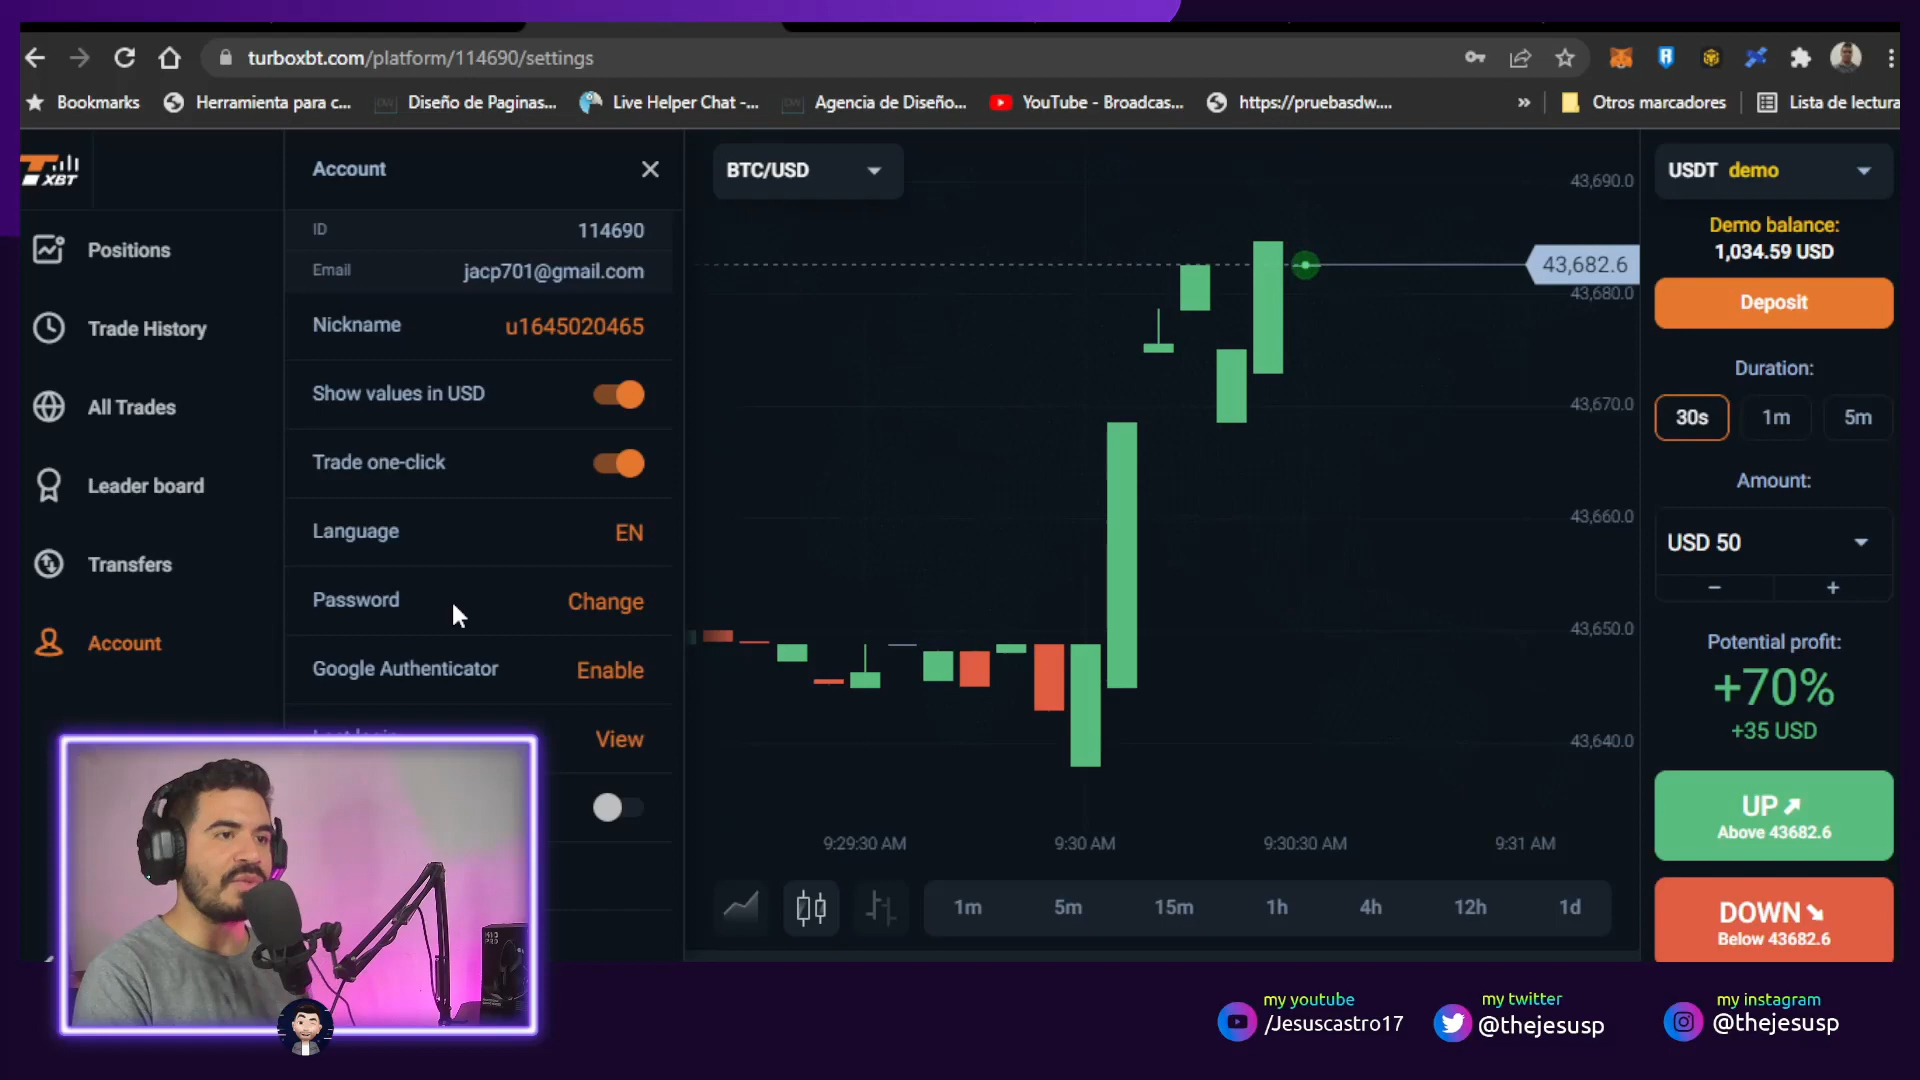 turboxbt.com/platform/114690/settings
Bookmarks
Herramienta para c...
Diseño de Paginas...
Live Helper Chat -...
Agencia de Diseño...
YouTube - Broadcas...
https://pruebasdw....
»
Otros marcadores
Lista de lectura
XBT
Positions
Trade History
All Trades
Leader board
Transfers
Account
Account
ID
114690
Email
jacp701@gmail.com
Nickname
u1645020465
Show values in USD
Trade one-click
Language
EN
Password
Change
Google Authenticator
Enable
View
BTC/USD
43,690.0
43,682.6
43,680.0
43,670.0
43,660.0
43,650.0
43,640.0
9:29:30 AM
9:30 AM
9:30:30 AM
9:31 AM
1m
5m
15m
1h
4h
12h
1d
USDT demo
Demo balance:
1,034.59 USD
Deposit
Duration:
30s
1m
5m
Amount:
USD 50
−
+
Potential profit:
+70%
+35 USD
UP
Above 43682.6
DOWN
Below 43682.6
my youtube
/Jesuscastro17
my twitter
@thejesusp
my instagram
@thejesusp